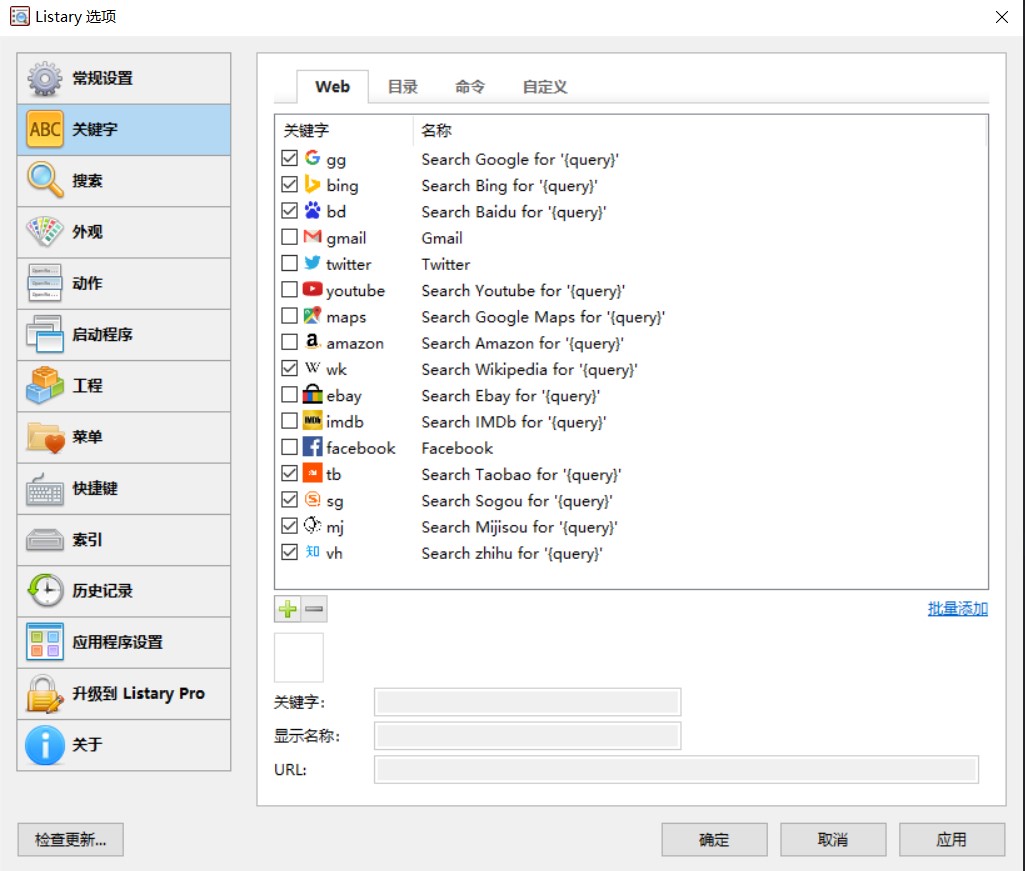 Listary 选项
常规设置
ABC 关键字
搜索
外观
动作
启动程序
工程
菜单
快捷键
索引
历史记录
应用程序设置
升级到 Listary Pro
关于
检查更新...
Web 目录 命令 自定义
关键字 名称
gg Search Google for '{query}'
bing Search Bing for '{query}'
bd Search Baidu for '{query}'
gmail Gmail
twitter Twitter
youtube Search Youtube for '{query}'
maps Search Google Maps for '{query}'
amazon Search Amazon for '{query}'
wk Search Wikipedia for '{query}'
ebay Search Ebay for '{query}'
imdb Search IMDb for '{query}'
facebook Facebook
tb Search Taobao for '{query}'
sg Search Sogou for '{query}'
mj Search Mijisou for '{query}'
知 vh Search zhihu for '{query}'
批量添加
关键字:
显示名称:
URL:
确定 取消 应用